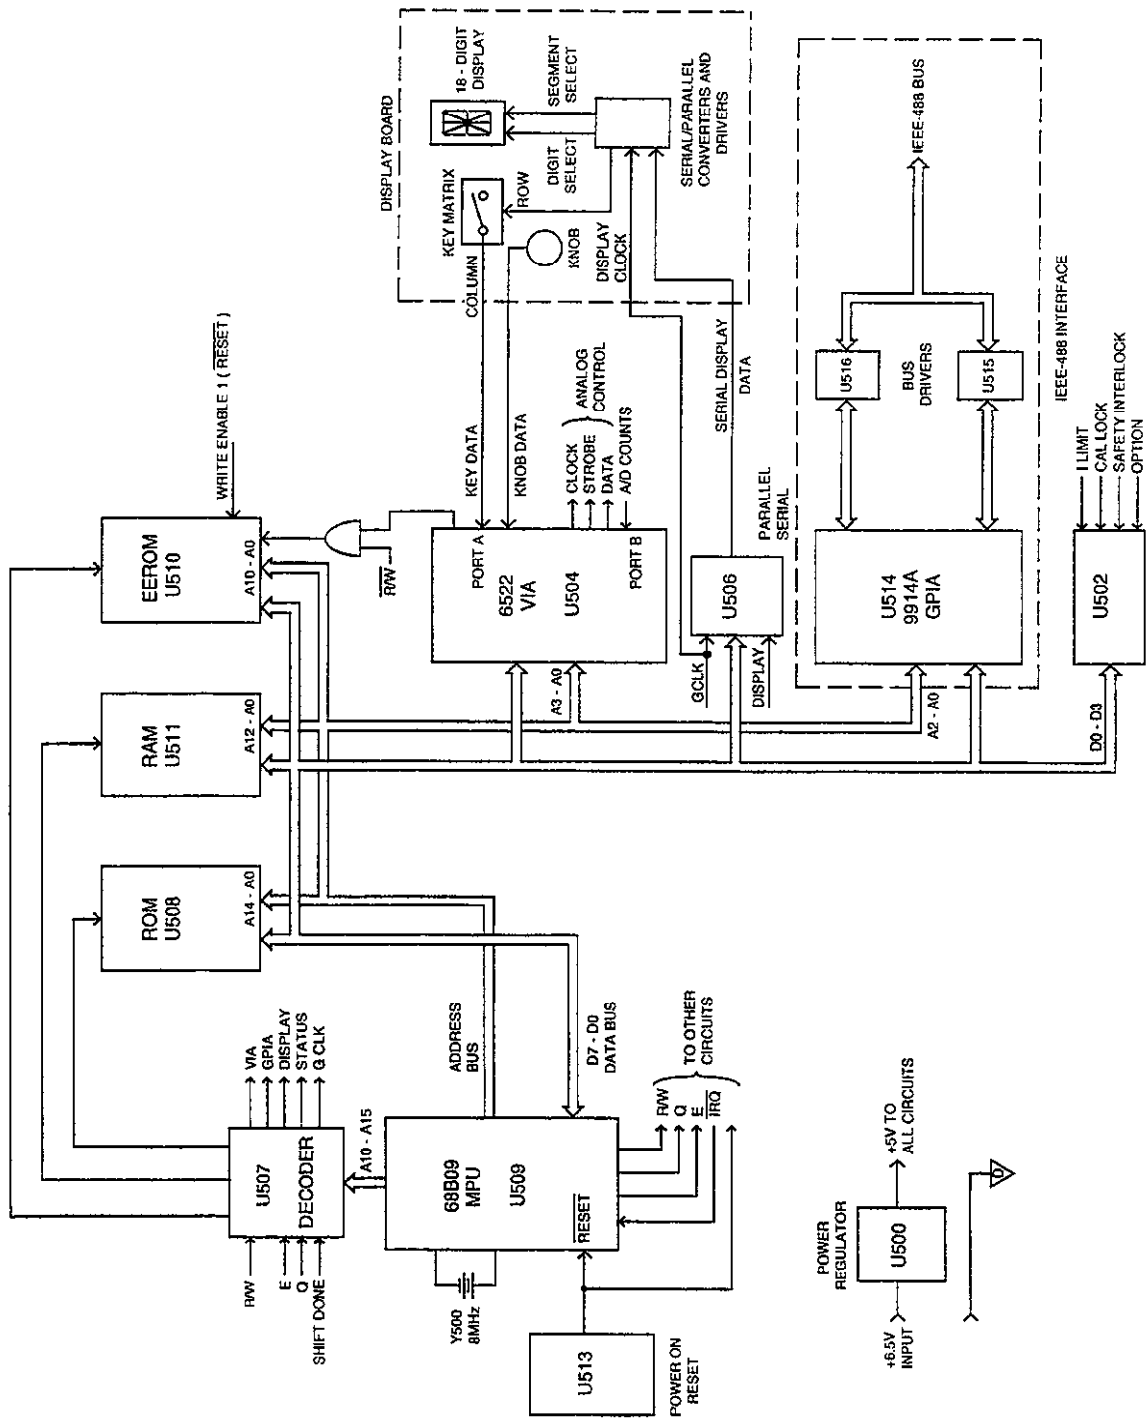 ROM
U508
A14 - A0
RAM
U511
A12 - A0
EEROM
U510
A10 - A0
WRITE ENABLE 1 ( RESET )
U507
DECODER
VIA
GPIA
DISPLAY
STATUS
G CLK
R/W
E
Q
SHIFT DONE
A10 - A15
ADDRESS
BUS
R/W
6522
VIA
U504
PORT A
PORT B
KEY DATA
KNOB DATA
CLOCK
STROBE
DATA
ANALOG
CONTROL
A/D COUNTS
A3 - A0
DISPLAY BOARD
KEY MATRIX
COLUMN
ROW
KNOB
18 - DIGIT
DISPLAY
DIGIT
SELECT
SEGMENT
SELECT
DISPLAY
CLOCK
SERIAL/PARALLEL
CONVERTERS AND
DRIVERS
Y500
8MHz
68B09
MPU
U509
RESET
D7 - D0
DATA BUS
R/W
Q
E
IRQ
TO OTHER
CIRCUITS
U513
POWER ON
RESET
GCLK
DISPLAY
U506
PARALLEL
SERIAL
SERIAL DISPLAY
DATA
A2 - A0
U514
9914A
GPIA
U516
BUS
DRIVERS
U515
IEEE-488 BUS
IEEE-488 INTERFACE
POWER
REGULATOR
+6.5V
INPUT
U500
+5V TO
ALL CIRCUITS
D
D0 - D3
U502
I LIMIT
CAL LOCK
SAFETY INTERLOCK
OPTION